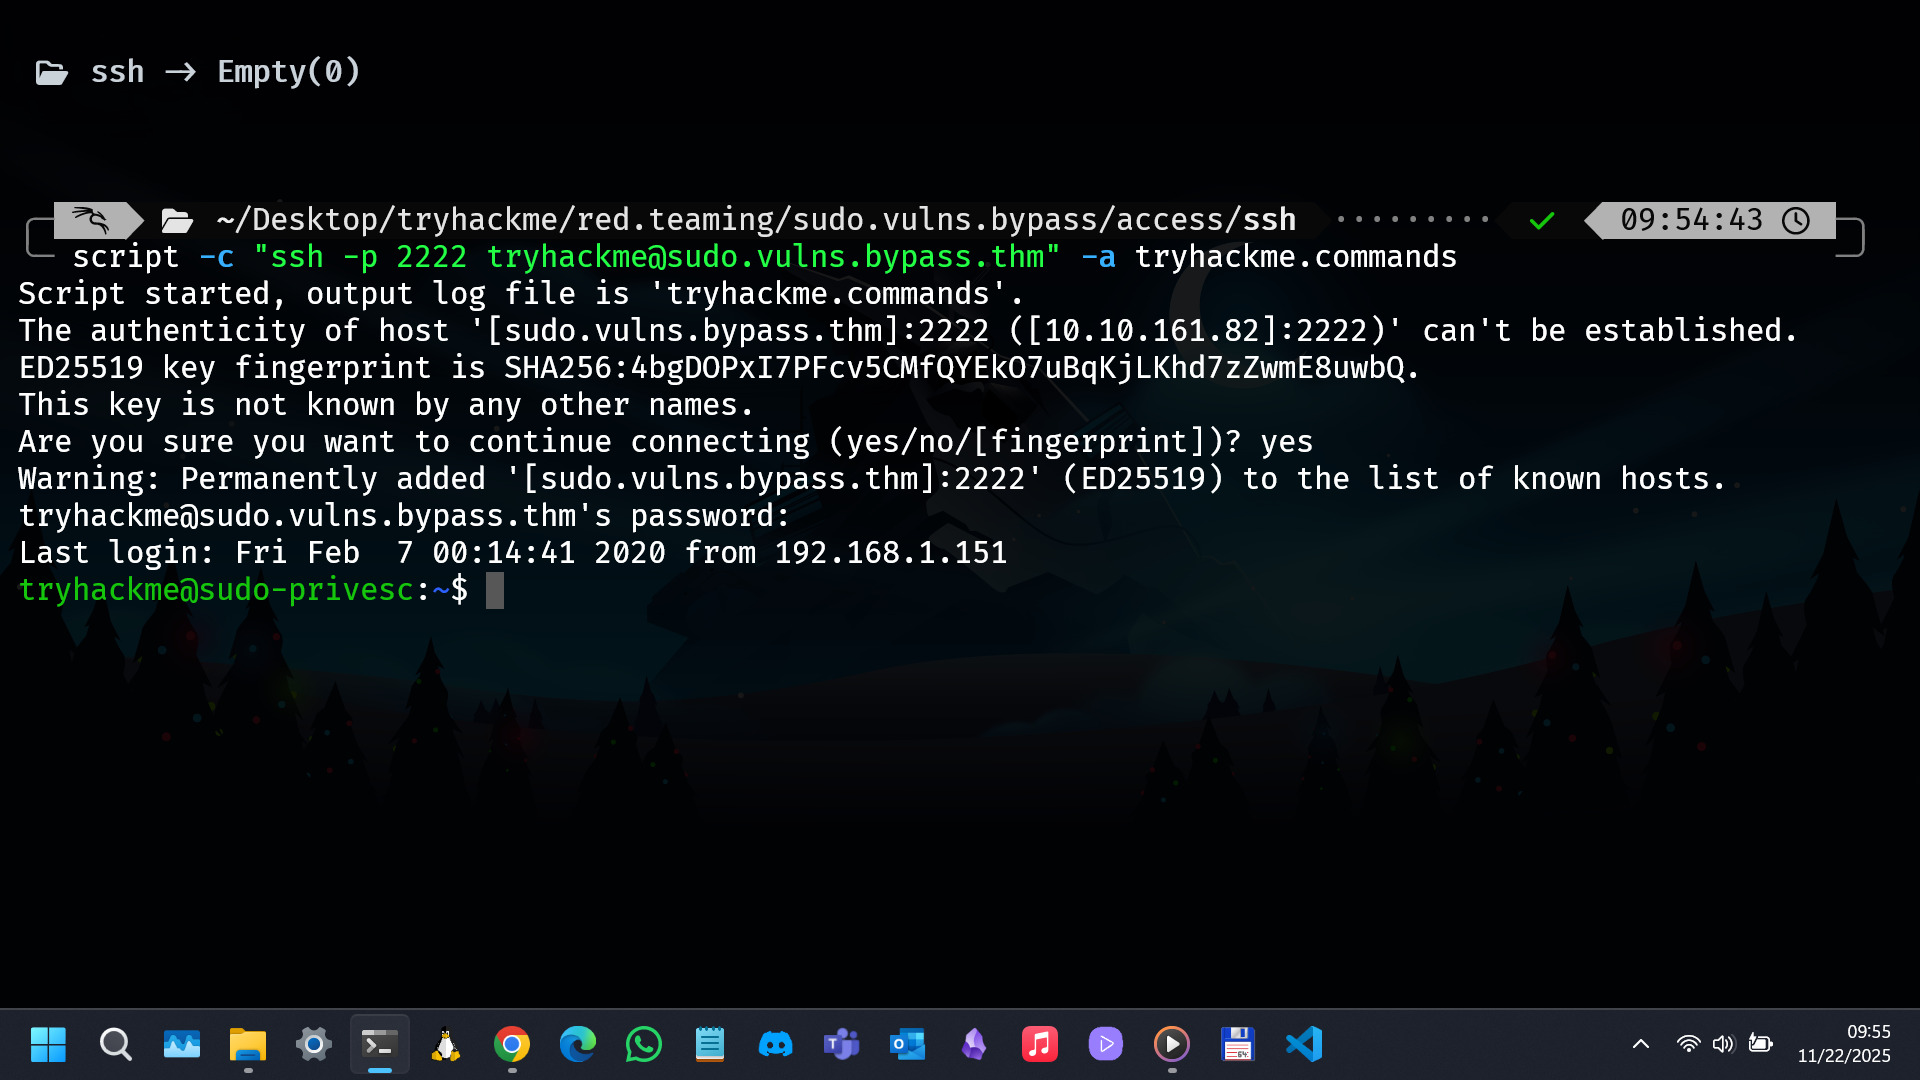 ssh → Empty(0)
~/Desktop/tryhackme/red.teaming/sudo.vulns.bypass/access/ssh ········· ✓ 09:54:43
script -c "ssh -p 2222 tryhackme@sudo.vulns.bypass.thm" -a tryhackme.commands
Script started, output log file is 'tryhackme.commands'.
The authenticity of host '[sudo.vulns.bypass.thm]:2222 ([10.10.161.82]:2222)' can't be established.
ED25519 key fingerprint is SHA256:4bgDOPxI7PFcv5CMfQYEkO7uBqKjLKhd7zZwmE8uwbQ.
This key is not known by any other names.
Are you sure you want to continue connecting (yes/no/[fingerprint])? yes
Warning: Permanently added '[sudo.vulns.bypass.thm]:2222' (ED25519) to the list of known hosts.
tryhackme@sudo.vulns.bypass.thm's password:
Last login: Fri Feb  7 00:14:41 2020 from 192.168.1.151
tryhackme@sudo-privesc:~$
09:55
11/22/2025